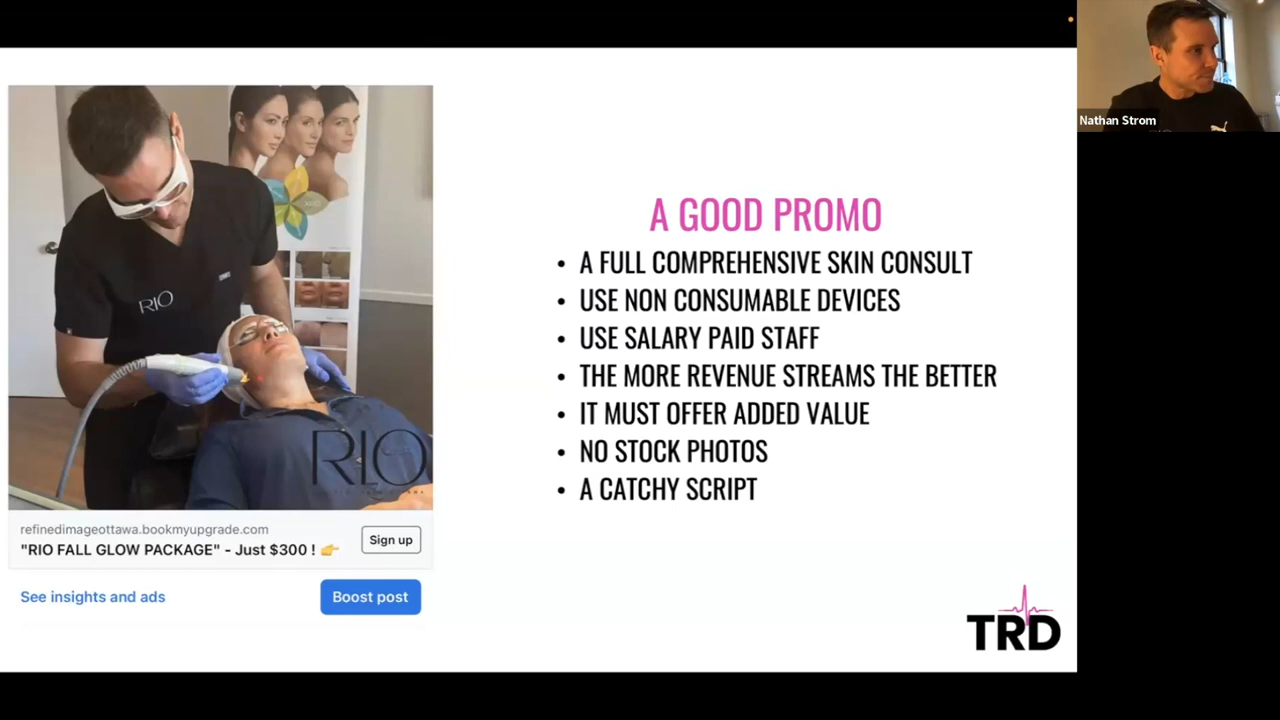 Nathan Strom
RIO
RIO
refinedimageottawa.bookmyupgrade.com
"RIO FALL GLOW PACKAGE" - Just $300 ! 👉
Sign up
See insights and ads
Boost post
A GOOD PROMO
• A FULL COMPREHENSIVE SKIN CONSULT
• USE NON CONSUMABLE DEVICES
• USE SALARY PAID STAFF
• THE MORE REVENUE STREAMS THE BETTER
• IT MUST OFFER ADDED VALUE
• NO STOCK PHOTOS
• A CATCHY SCRIPT
TRD